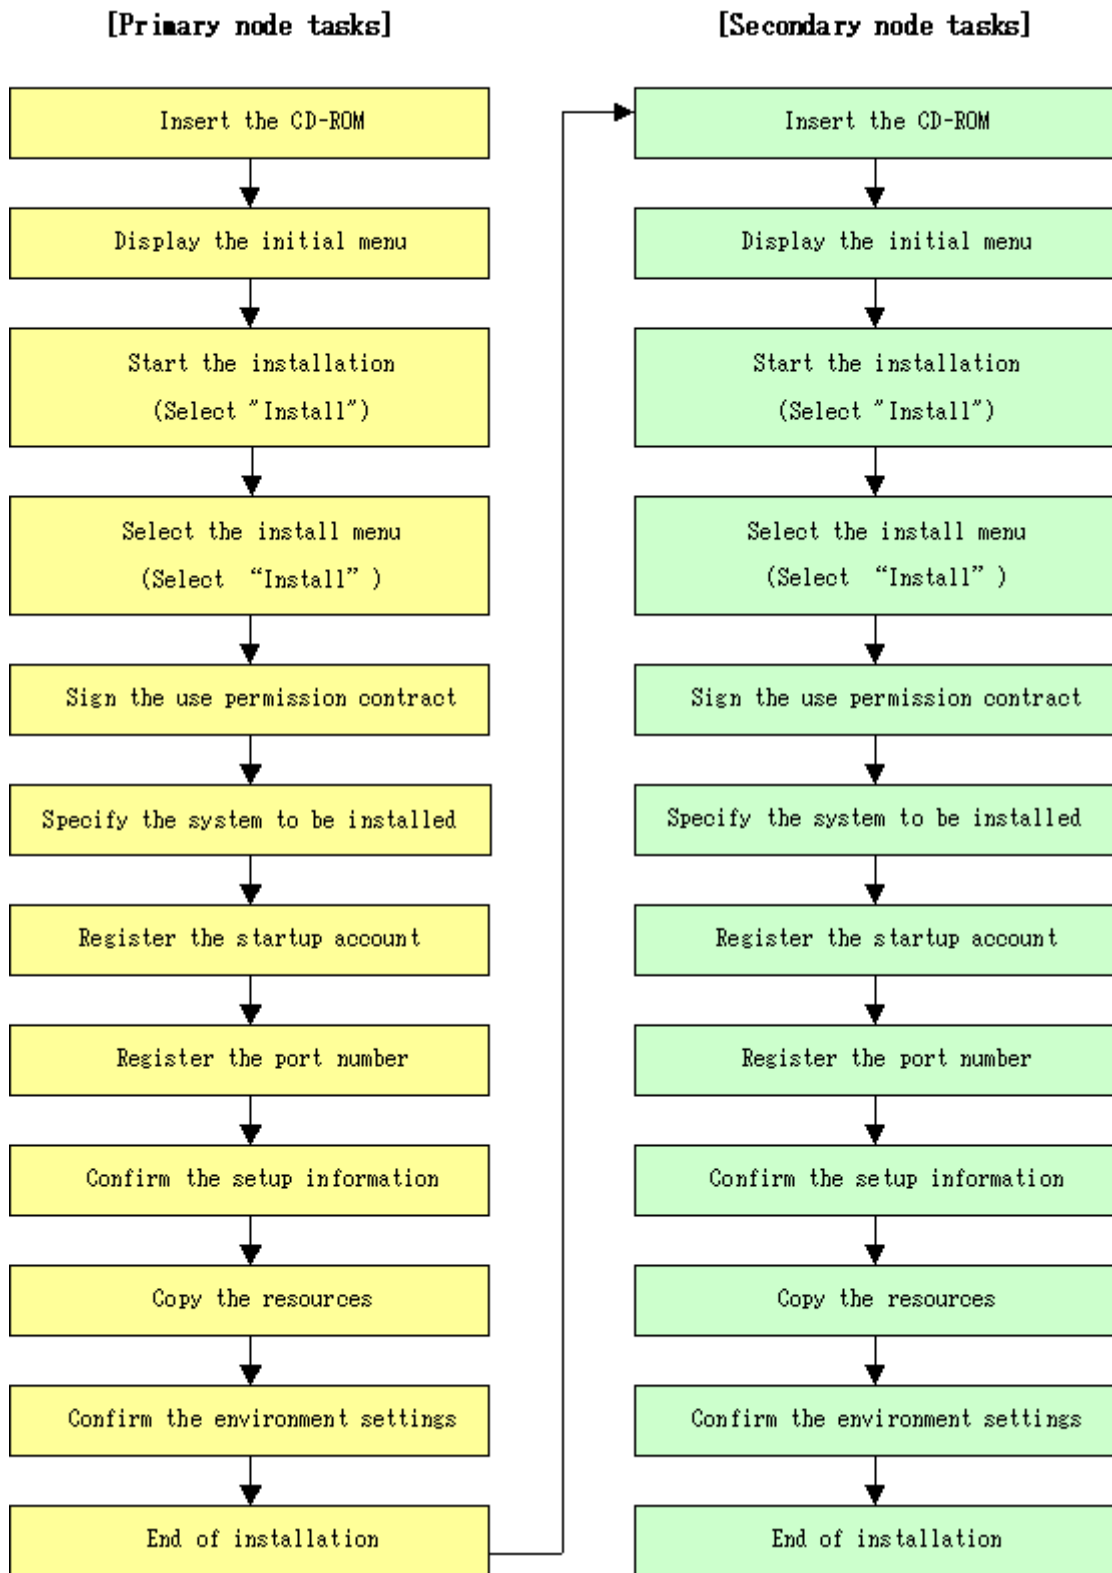 [Primary node tasks]
Insert the CD-ROM
Display the initial menu
Start the installation
(Select "Install")
Select the install menu
(Select “Install” )
Sign the use permission contract
Specify the system to be installed
Register the startup account
Register the port number
Confirm the setup information
Copy the resources
Confirm the environment settings
End of installation
[Secondary node tasks]
Insert the CD-ROM
Display the initial menu
Start the installation
(Select "Install")
Select the install menu
(Select “Install” )
Sign the use permission contract
Specify the system to be installed
Register the startup account
Register the port number
Confirm the setup information
Copy the resources
Confirm the environment settings
End of installation